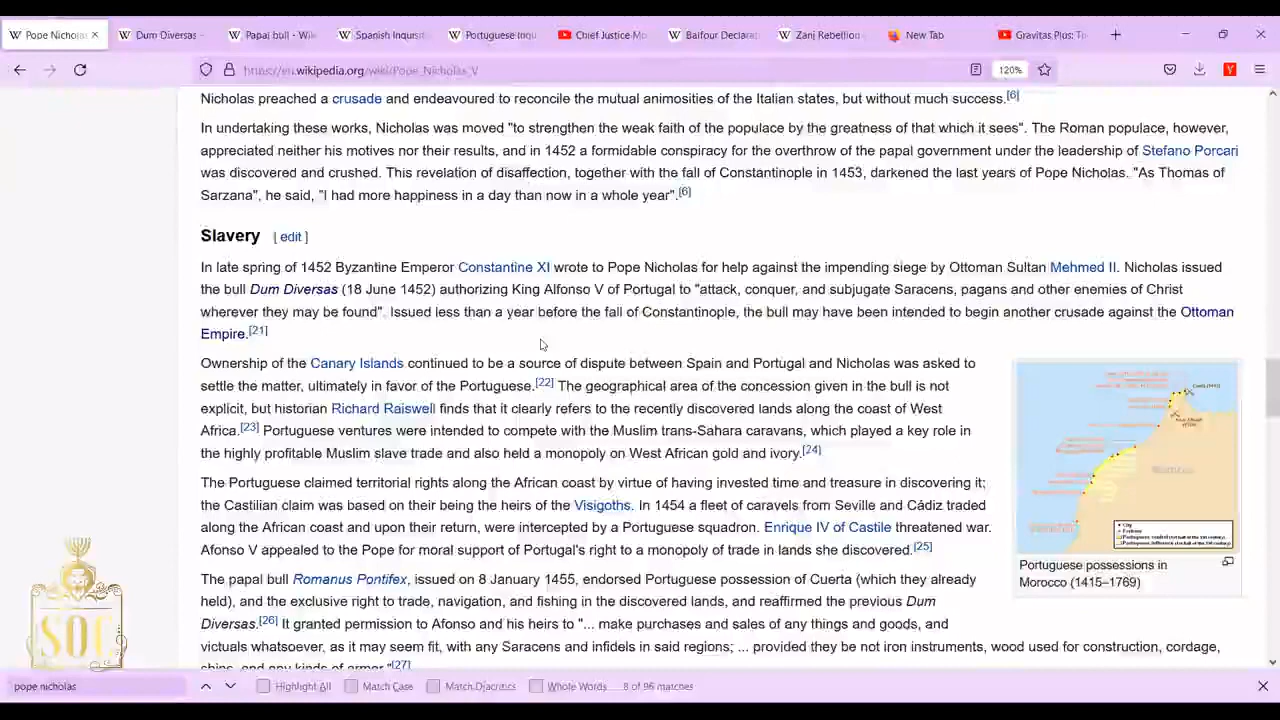 Pope Nichola
Dum Diversas -
Papal bull - Wik
Spanish Inquisit
Portuguese Inqu
Chief Justice Mo
Balfour Declarat
Zanj Rebellion -
New Tab
Gravitas Plus: To
https://en.wikipedia.org/wiki/Pope_Nicholas_V
120%
Nicholas preached a crusade and endeavoured to reconcile the mutual animosities of the Italian states, but without much success.[6]
In undertaking these works, Nicholas was moved "to strengthen the weak faith of the populace by the greatness of that which it sees". The Roman populace, however,
appreciated neither his motives nor their results, and in 1452 a formidable conspiracy for the overthrow of the papal government under the leadership of Stefano Porcari
was discovered and crushed. This revelation of disaffection, together with the fall of Constantinople in 1453, darkened the last years of Pope Nicholas. "As Thomas of
Sarzana", he said, "I had more happiness in a day than now in a whole year".[6]
Slavery [ edit ]
In late spring of 1452 Byzantine Emperor Constantine XI wrote to Pope Nicholas for help against the impending siege by Ottoman Sultan Mehmed II. Nicholas issued
the bull Dum Diversas (18 June 1452) authorizing King Alfonso V of Portugal to "attack, conquer, and subjugate Saracens, pagans and other enemies of Christ
wherever they may be found". Issued less than a year before the fall of Constantinople, the bull may have been intended to begin another crusade against the Ottoman
Empire.[21]
Ownership of the Canary Islands continued to be a source of dispute between Spain and Portugal and Nicholas was asked to
settle the matter, ultimately in favor of the Portuguese.[22] The geographical area of the concession given in the bull is not
explicit, but historian Richard Raiswell finds that it clearly refers to the recently discovered lands along the coast of West
Africa.[23] Portuguese ventures were intended to compete with the Muslim trans-Sahara caravans, which played a key role in
the highly profitable Muslim slave trade and also held a monopoly on West African gold and ivory.[24]
The Portuguese claimed territorial rights along the African coast by virtue of having invested time and treasure in discovering it;
the Castilian claim was based on their being the heirs of the Visigoths. In 1454 a fleet of caravels from Seville and Cádiz traded
along the African coast and upon their return, were intercepted by a Portuguese squadron. Enrique IV of Castile threatened war.
Afonso V appealed to the Pope for moral support of Portugal's right to a monopoly of trade in lands she discovered.[25]
Portuguese possessions in
Morocco (1415–1769)
The papal bull Romanus Pontifex, issued on 8 January 1455, endorsed Portuguese possession of Cuerta (which they already
held), and the exclusive right to trade, navigation, and fishing in the discovered lands, and reaffirmed the previous Dum
Diversas.[26] It granted permission to Afonso and his heirs to "... make purchases and sales of any things and goods, and
victuals whatsoever, as it may seem fit, with any Saracens and infidels in said regions; ... provided they be not iron instruments, wood used for construction, cordage,
ships, and any kinds of armor."[27]
SOE
pope nicholas
Highlight All
Match Case
Match Diacritics
Whole Words
8 of 96 matches